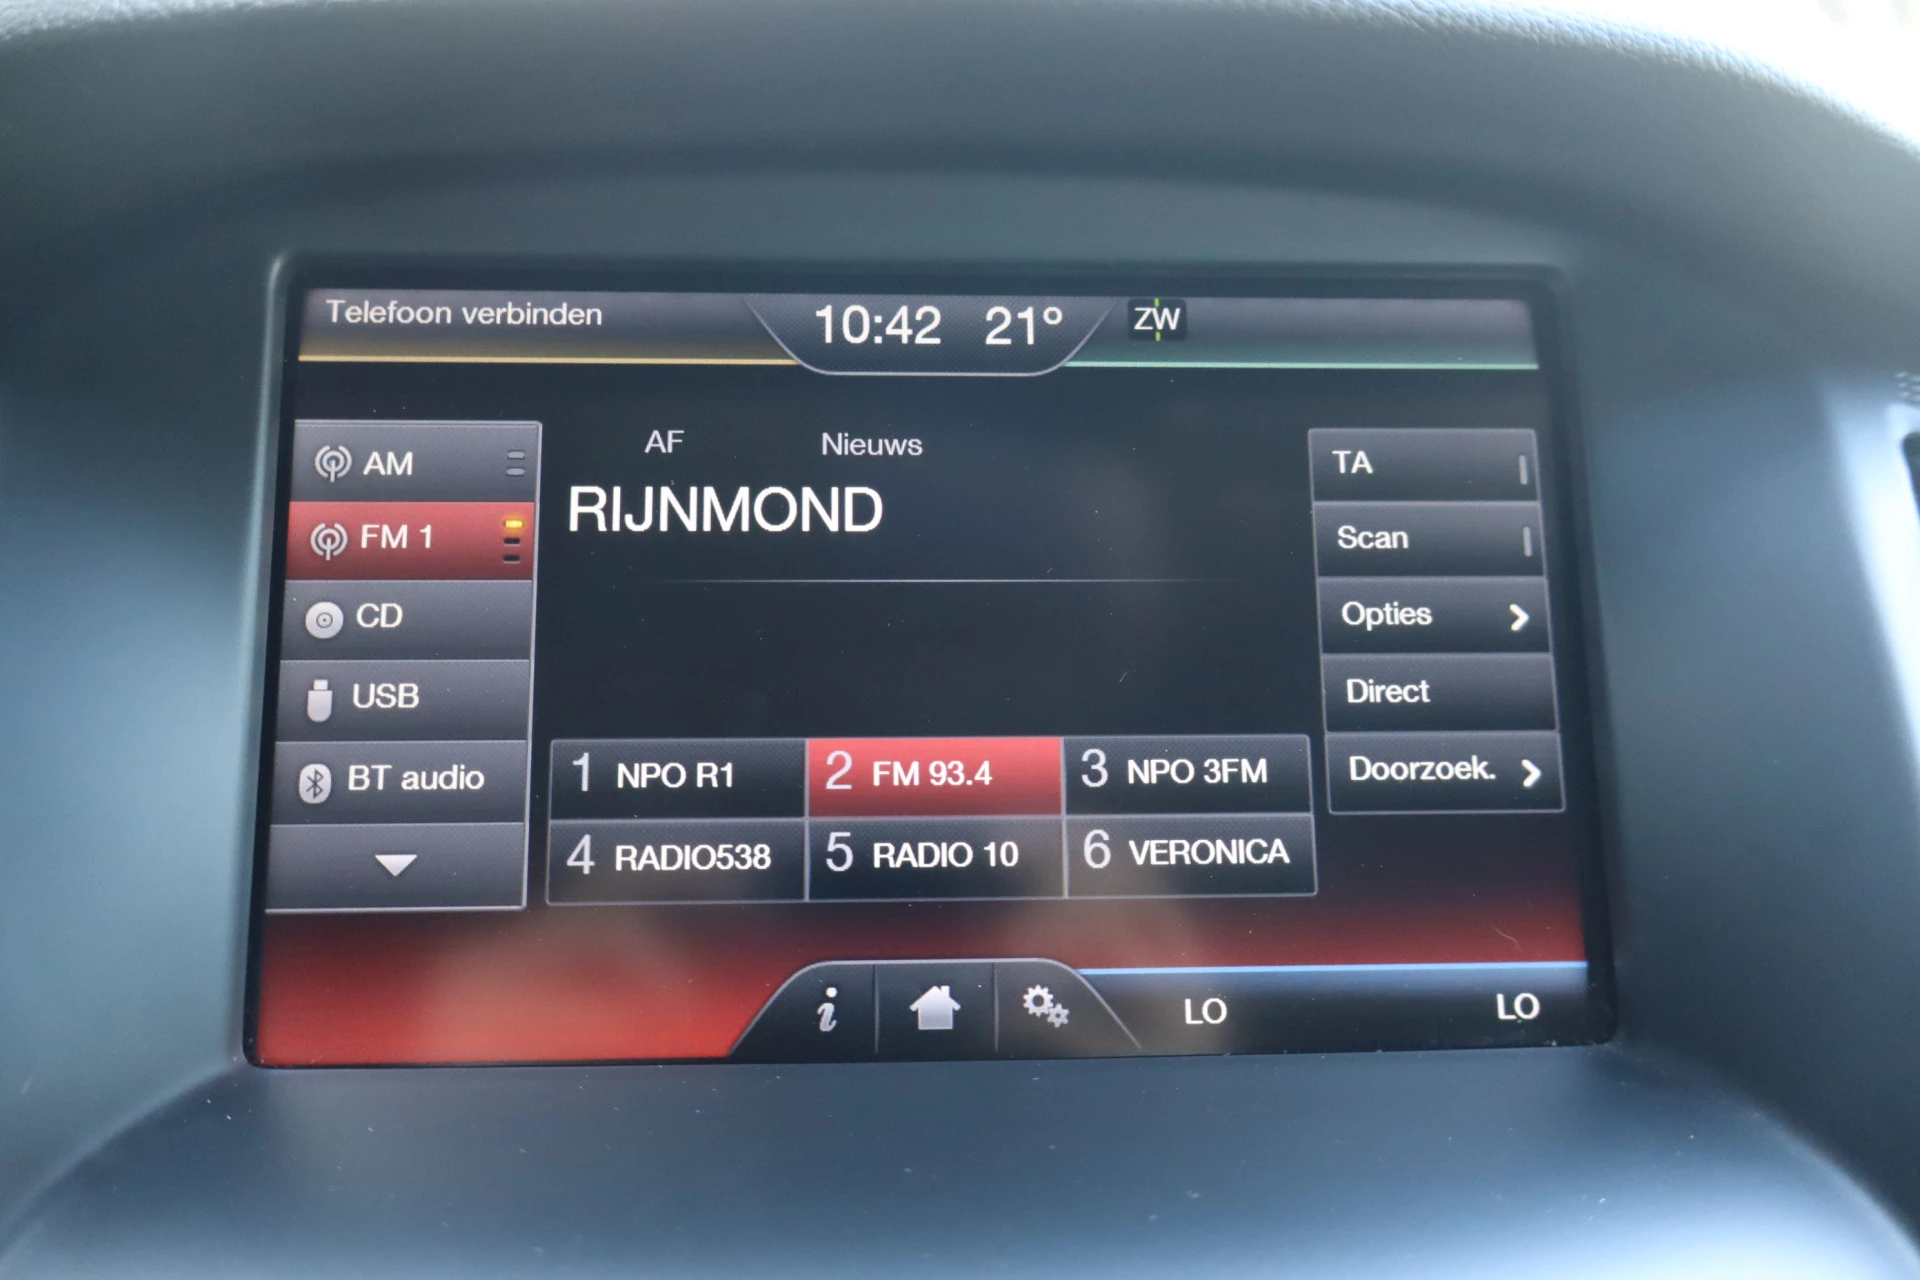 Telefoon verbinden
10:42 21°
ZW
AM
FM 1
CD
USB
BT audio
AF Nieuws
RIJNMOND
TA
Scan
Opties
Direct
Doorzoek.
1 NPO R1
2 FM 93.4
3 NPO 3FM
4 RADIO538
5 RADIO 10
6 VERONICA
i
LO LO